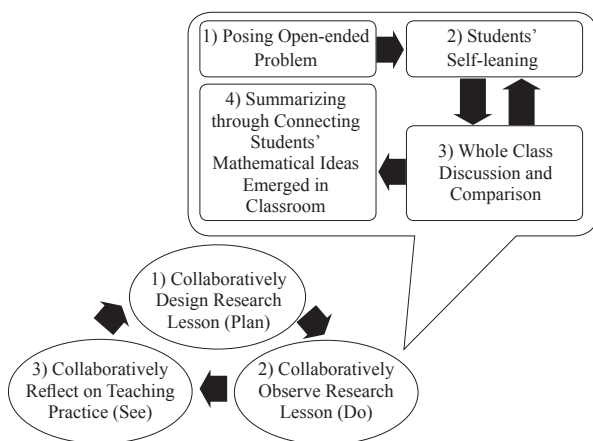 1) Posing Open-ended
Problem
2) Students'
Self-leaning
4) Summarizing
through Connecting
Students'
Mathematical Ideas
Emerged in
Classroom
3) Whole Class
Discussion and
Comparison
1) Collaboratively
Design Research
Lesson (Plan)
3) Collaboratively
Reflect on Teaching
Practice (See)
2) Collaboratively
Observe Research
Lesson (Do)